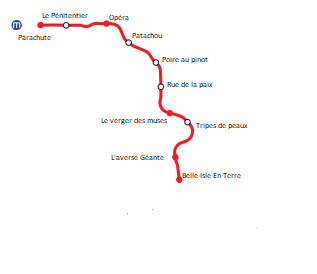 Le Pénitentier
Opéra
m
Parachute
Patachou
Poire au pinot
Rue de la paix
Le verger des muses
Tripes de peaux
L'averse Géante
Belle-Isle-En-Terre